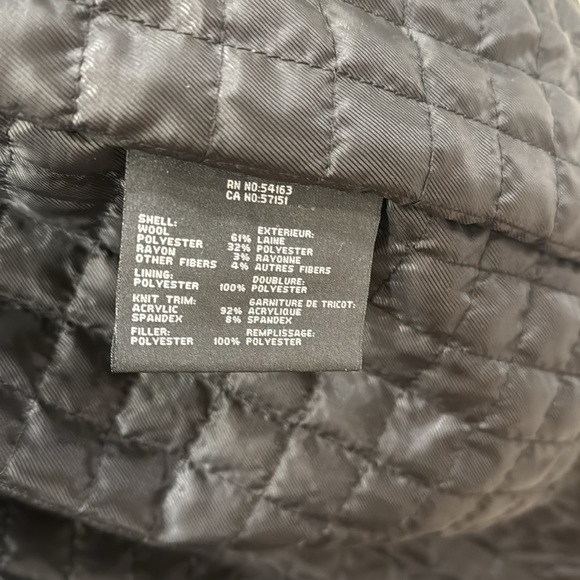 RN NO:54163
CA NO:57151
SHELL: EXTERIEUR:
WOOL 61% LAINE
POLYESTER 32% POLYESTER
RAYON 3% RAYONNE
OTHER FIBERS 4% AUTRES FIBERS
LINING: DOUBLURE:
POLYESTER 100% POLYESTER
KNIT TRIM: GARNITURE DE TRICOT:
ACRYLIC 92% ACRYLIQUE
SPANDEX 8% SPANDEX
FILLER: REMPLISSAGE:
POLYESTER 100% POLYESTER